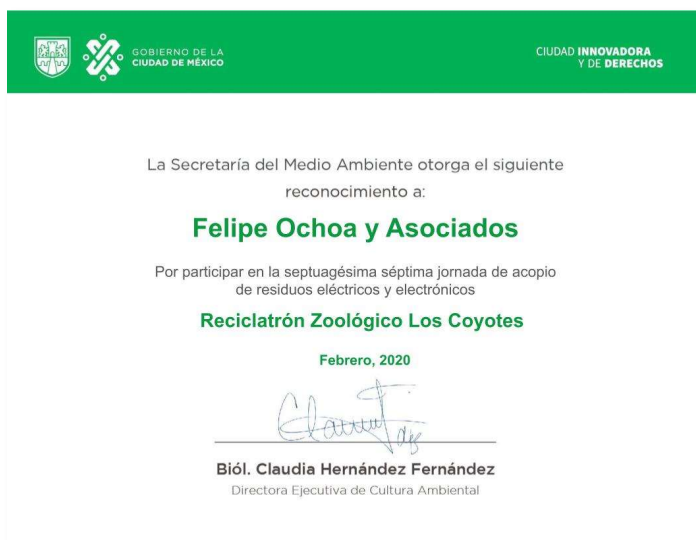 GOBIERNO DE LA
CIUDAD DE MÉXICO
CIUDAD INNOVADORA
Y DE DERECHOS
La Secretaría del Medio Ambiente otorga el siguiente
reconocimiento a:
Felipe Ochoa y Asociados
Por participar en la septuagésima séptima jornada de acopio
de residuos eléctricos y electrónicos
Reciclatrón Zoológico Los Coyotes
Febrero, 2020
Biól. Claudia Hernández Fernández
Directora Ejecutiva de Cultura Ambiental